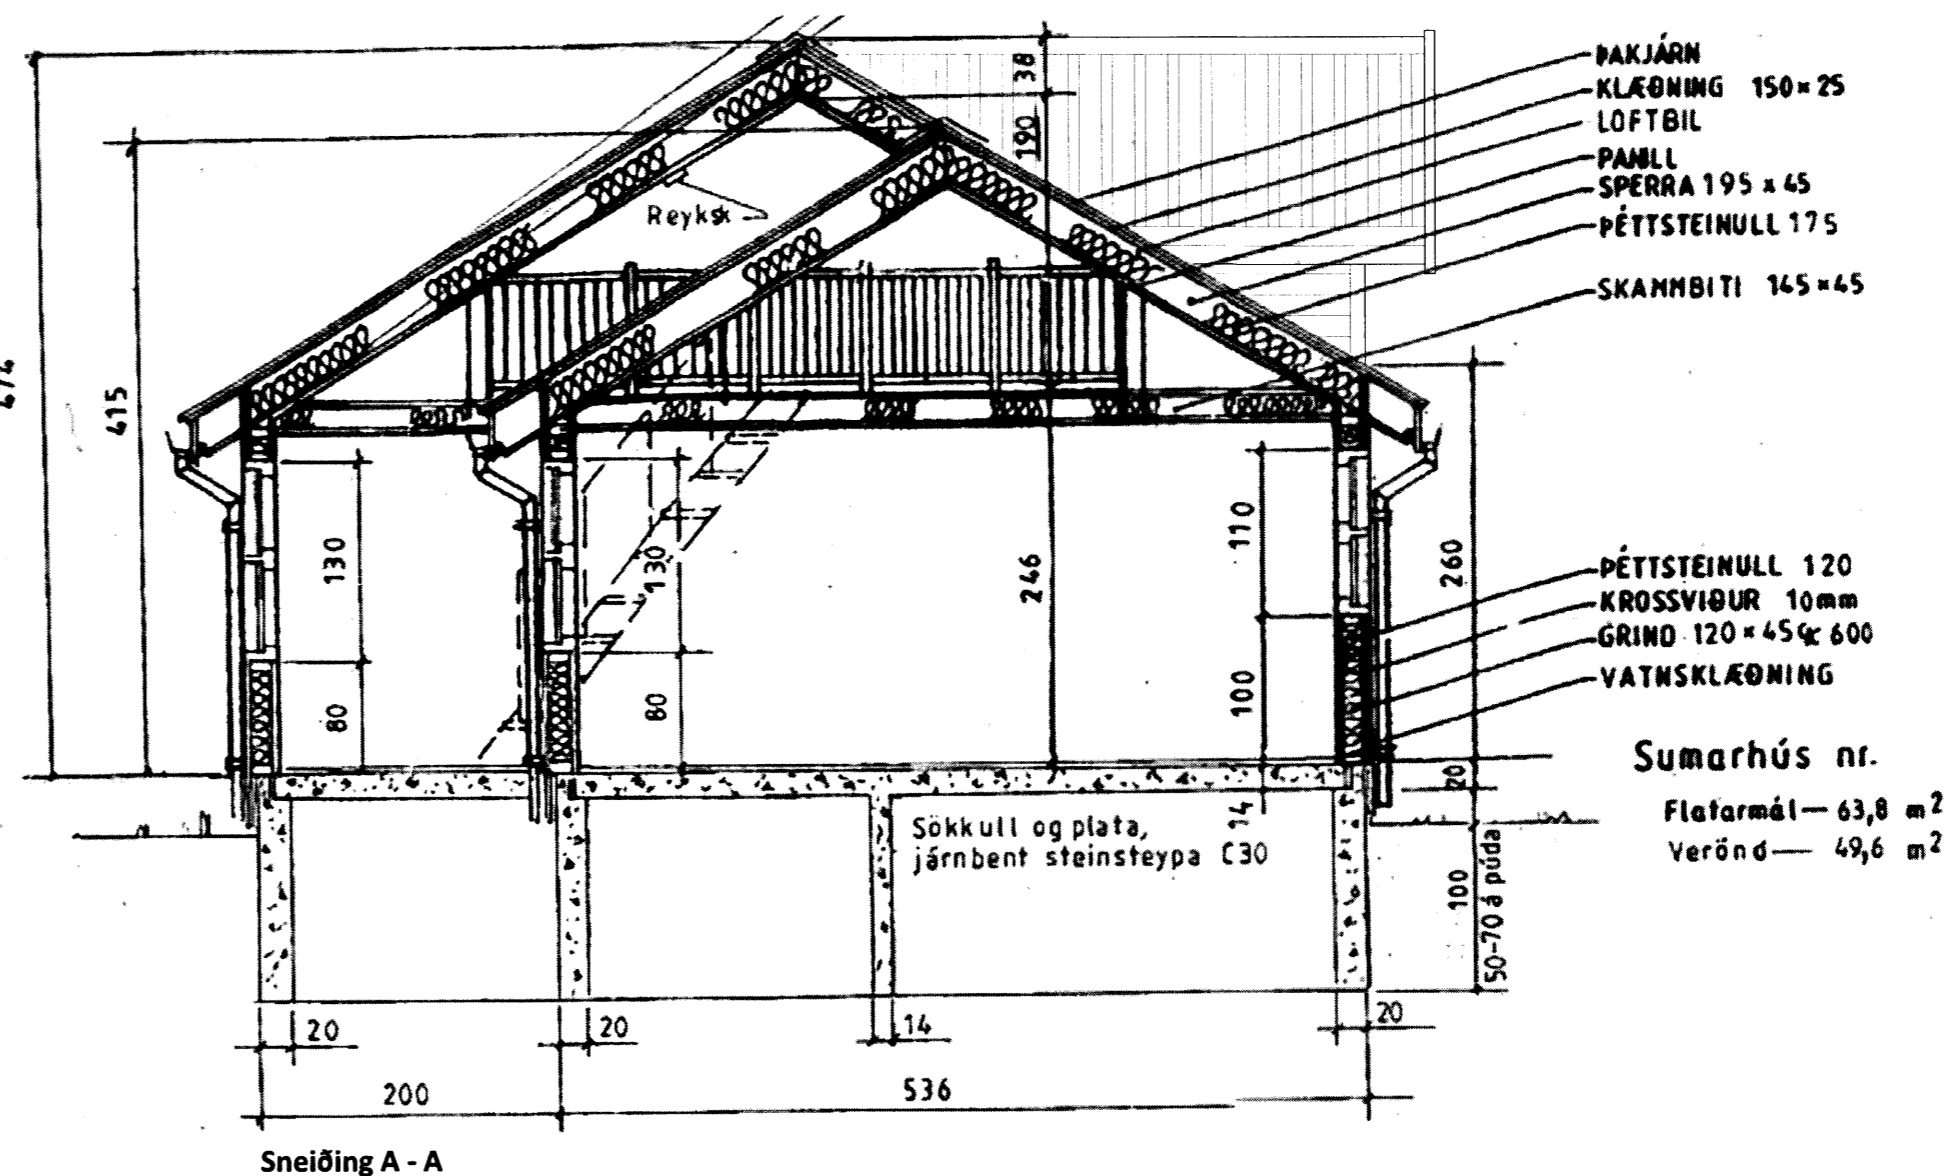 38
ÞAKJÁRN
KLÆÐNING 150×25
LOFTBIL
PANILL
SPERRA 195 x 45
ÞÉTTSTEINULL 175
SKAMMBITI 145×45
190
Reyksk
474
415
130
130
246
110
260
80
80
100
20
14
ÞÉTTSTEINULL 120
KROSSVIÐUR 10mm
GRIND 120×45 c/c 600
VATNSKLÆÐNING
Sumarhús nr.
Flatarmál— 63,8 m²
Verönd— 49,6 m²
Sökkull og plata,
járnbent steinsteypa C30
100
50-70 á púða
20
20
14
20
200
536
Sneiðing A - A